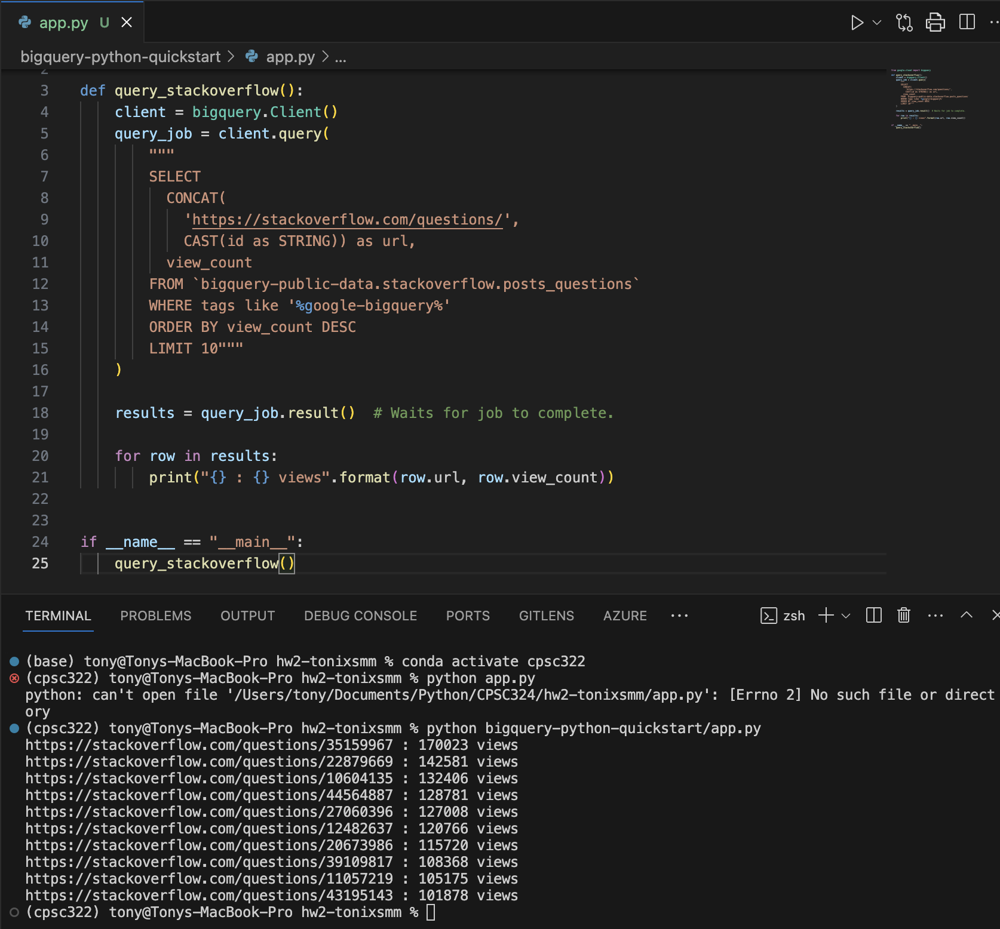 app.py U
bigquery-python-quickstart > app.py > ...
2
3 def query_stackoverflow():
4     client = bigquery.Client()
5     query_job = client.query(
6         """
7         SELECT
8           CONCAT(
9             'https://stackoverflow.com/questions/',
10             CAST(id as STRING)) as url,
11           view_count
12         FROM `bigquery-public-data.stackoverflow.posts_questions`
13         WHERE tags like '%google-bigquery%'
14         ORDER BY view_count DESC
15         LIMIT 10"""
16     )
17
18     results = query_job.result()  # Waits for job to complete.
19
20     for row in results:
21         print("{} : {} views".format(row.url, row.view_count))
22
23
24 if __name__ == "__main__":
25     query_stackoverflow()
TERMINAL PROBLEMS OUTPUT DEBUG CONSOLE PORTS GITLENS AZURE ... zsh
(base) tony@Tonys-MacBook-Pro hw2-tonixsmm % conda activate cpsc322
(cpsc322) tony@Tonys-MacBook-Pro hw2-tonixsmm % python app.py
python: can't open file '/Users/tony/Documents/Python/CPSC324/hw2-tonixsmm/app.py': [Errno 2] No such file or direct
ory
(cpsc322) tony@Tonys-MacBook-Pro hw2-tonixsmm % python bigquery-python-quickstart/app.py
https://stackoverflow.com/questions/35159967 : 170023 views
https://stackoverflow.com/questions/22879669 : 142581 views
https://stackoverflow.com/questions/10604135 : 132406 views
https://stackoverflow.com/questions/44564887 : 128781 views
https://stackoverflow.com/questions/27060396 : 127008 views
https://stackoverflow.com/questions/12482637 : 120766 views
https://stackoverflow.com/questions/20673986 : 115720 views
https://stackoverflow.com/questions/39109817 : 108368 views
https://stackoverflow.com/questions/11057219 : 105175 views
https://stackoverflow.com/questions/43195143 : 101878 views
(cpsc322) tony@Tonys-MacBook-Pro hw2-tonixsmm %